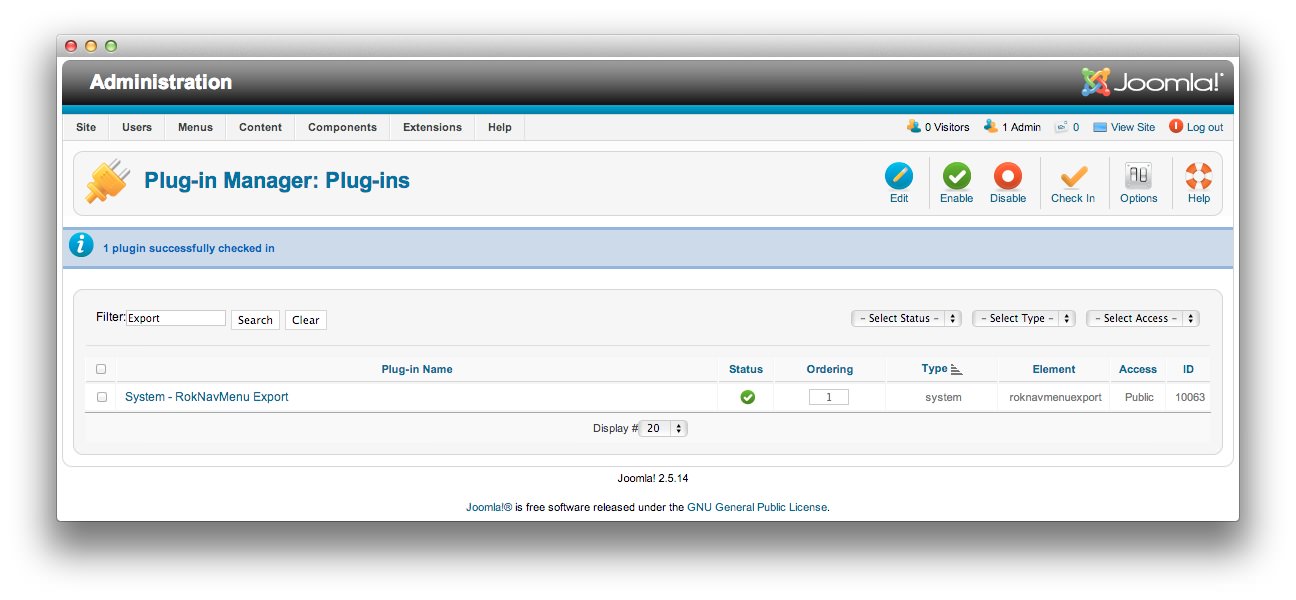 Administration
Joomla!®
Site Users Menus Content Components Extensions Help 0 Visitors 1 Admin 0 View Site Log out
Plug-in Manager: Plug-ins
Edit Enable Disable Check In Options Help
1 plugin successfully checked in
Filter: Export Search Clear - Select Status - - Select Type - - Select Access -
Plug-in Name Status Ordering Type Element Access ID
System - RokNavMenu Export 1 system roknavmenuexport Public 10063
Display # 20
Joomla! 2.5.14
Joomla!® is free software released under the GNU General Public License.